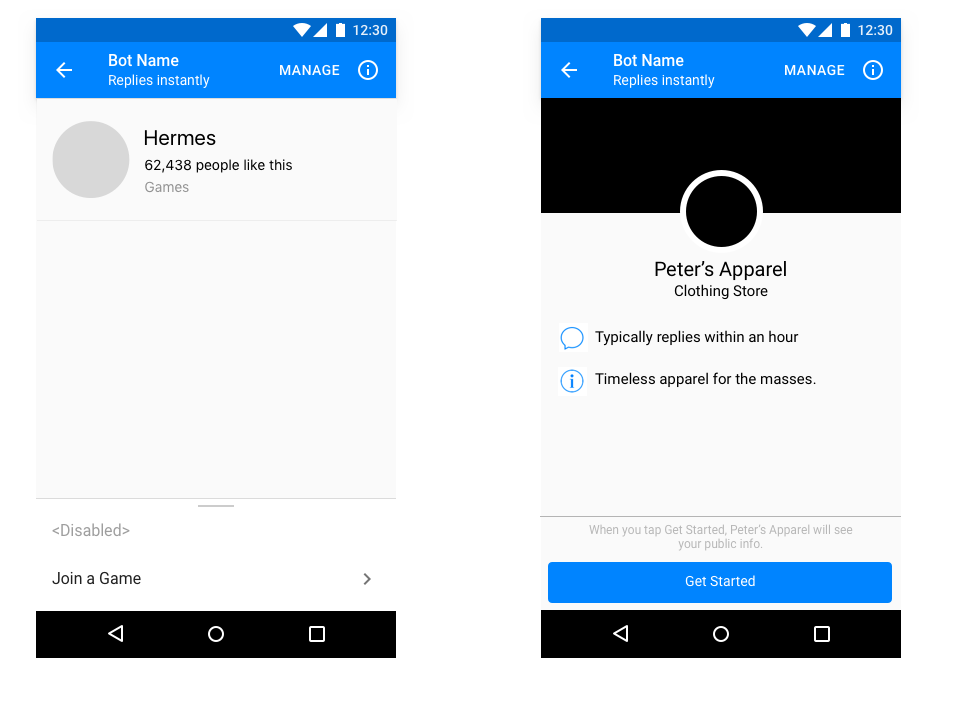 12:30
Bot Name
Replies instantly
MANAGE
Hermes
62,438 people like this
Games
<Disabled>
Join a Game
12:30
Bot Name
Replies instantly
MANAGE
Peter’s Apparel
Clothing Store
Typically replies within an hour
Timeless apparel for the masses.
When you tap Get Started, Peter’s Apparel will see
your public info.
Get Started